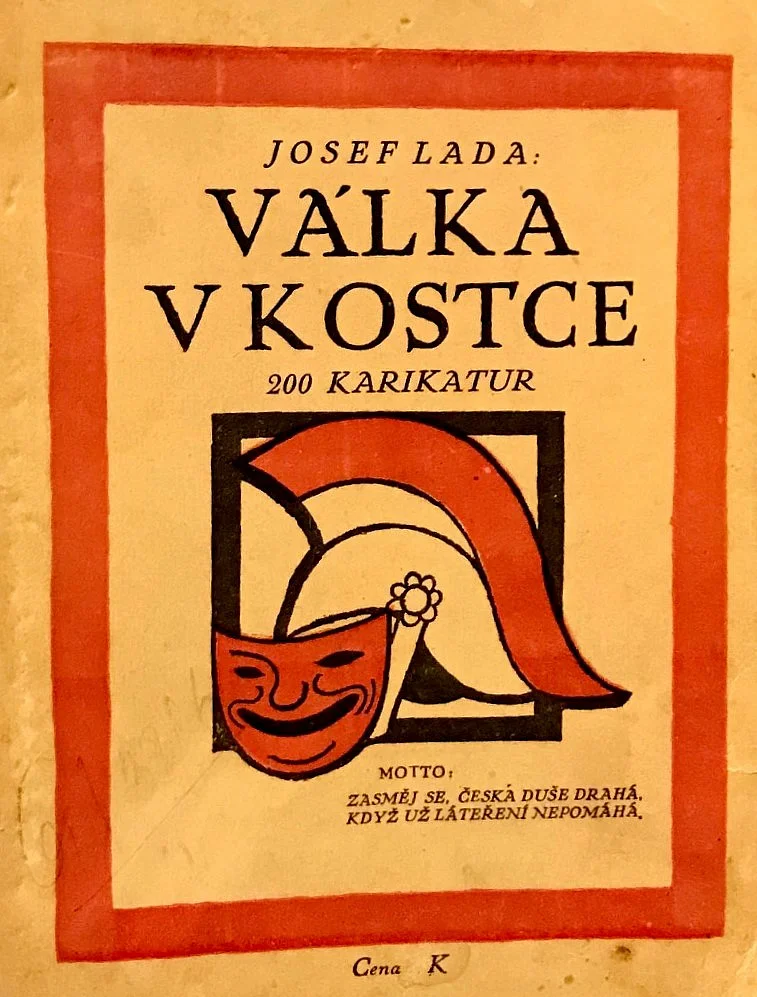 JOSEF LADA:
VÁLKA
V KOSTCE
200 KARIKATUR
MOTTO:
ZASMĚJ SE, ČESKÁ DUŠE DRAHÁ,
KDYŽ UŽ LÁTEŘENÍ NEPOMÁHÁ.
Cena K